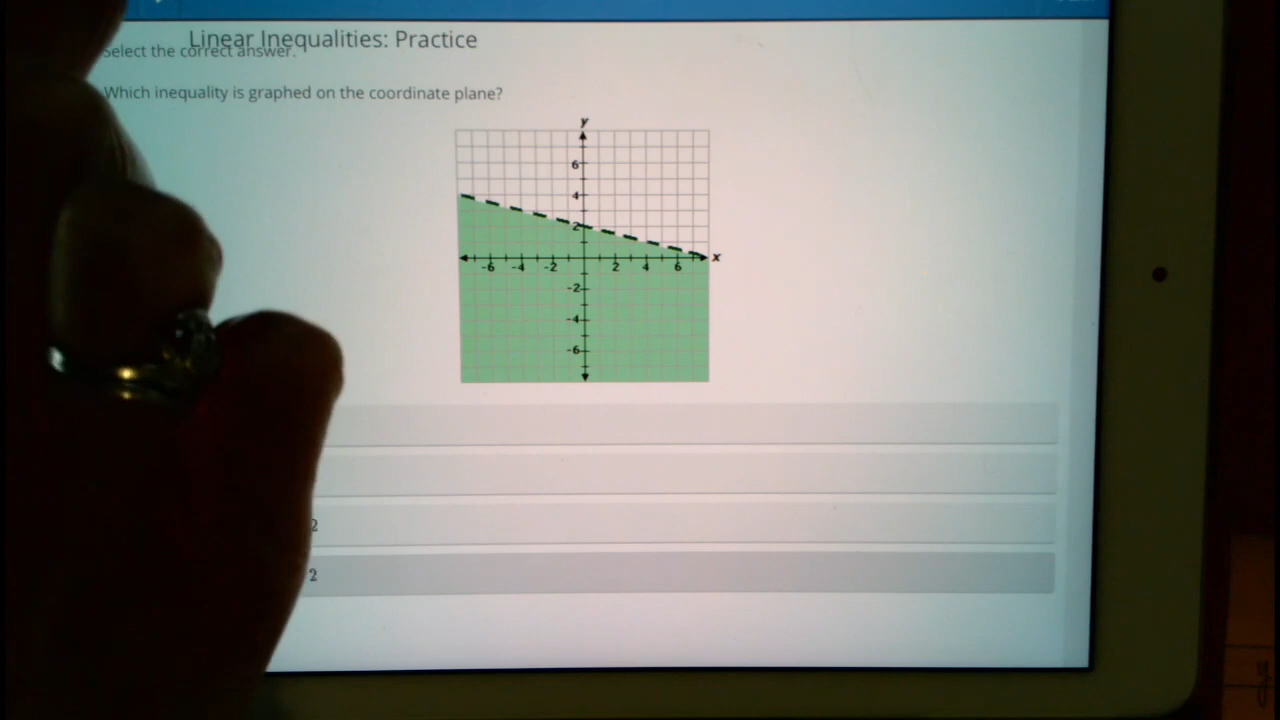 Linear Inequalities: Practice
Select the correct answer.
Which inequality is graphed on the coordinate plane?
y
6
4
2
-6 -4 -2 2 4 6 x
-2
-4
-6
2
2